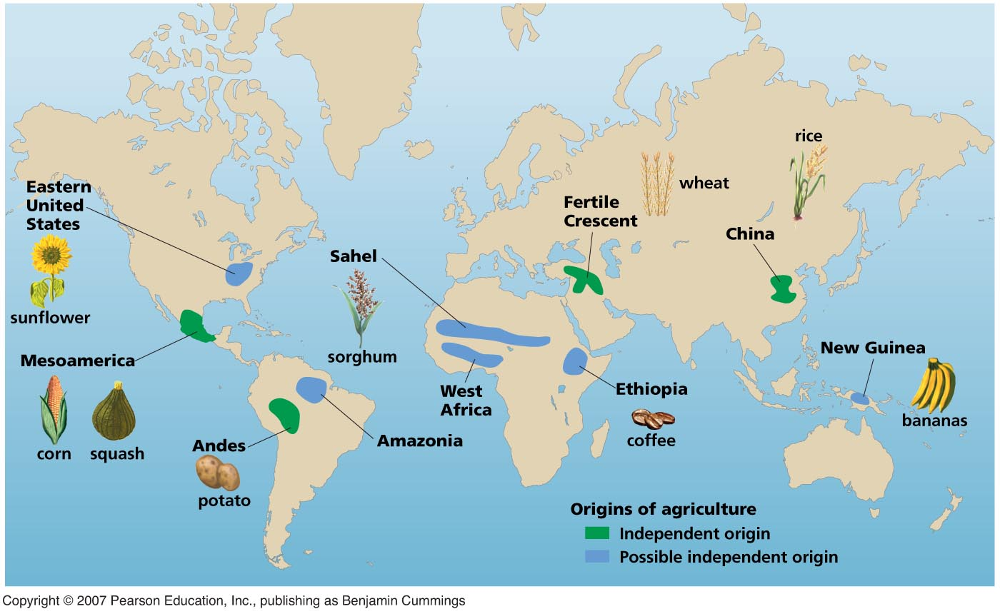 Eastern
United
States
sunflower
Mesoamerica
corn
squash
Andes
potato
Sahel
sorghum
West
Africa
Amazonia
Fertile
Crescent
wheat
rice
China
Ethiopia
coffee
New Guinea
bananas
Origins of agriculture
Independent origin
Possible independent origin
Copyright © 2007 Pearson Education, Inc., publishing as Benjamin Cummings